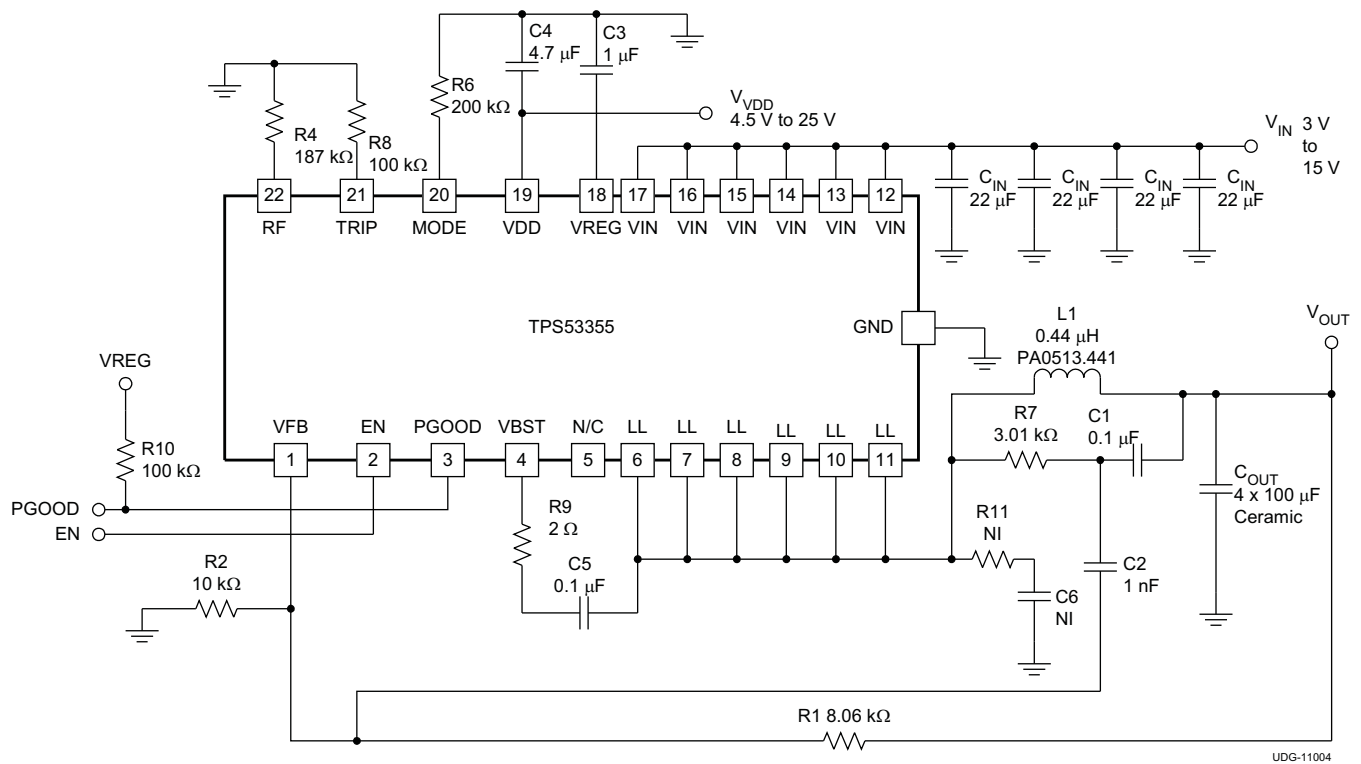 C4
4.7 μF
C3
1 μF
R6
200 kΩ
V_VDD
4.5 V to 25 V
V_IN 3 V
to
15 V
R4
187 kΩ
R8
100 kΩ
C_IN
22 μF
C_IN
22 μF
C_IN
22 μF
C_IN
22 μF
22 21 20 19 18 17 16 15 14 13 12
RF TRIP MODE VDD VREG VIN VIN VIN VIN VIN VIN
TPS53355
GND
L1
0.44 μH
PA0513.441
V_OUT
VREG
R10
100 kΩ
VFB EN PGOOD VBST N/C LL LL LL LL LL LL
1 2 3 4 5 6 7 8 9 10 11
R7
3.01 kΩ
C1
0.1 μF
C_OUT
4 x 100 μF
Ceramic
PGOOD
EN
R9
2 Ω
R11
NI
R2
10 kΩ
C5
0.1 μF
C2
1 nF
C6
NI
R1 8.06 kΩ
UDG-11004